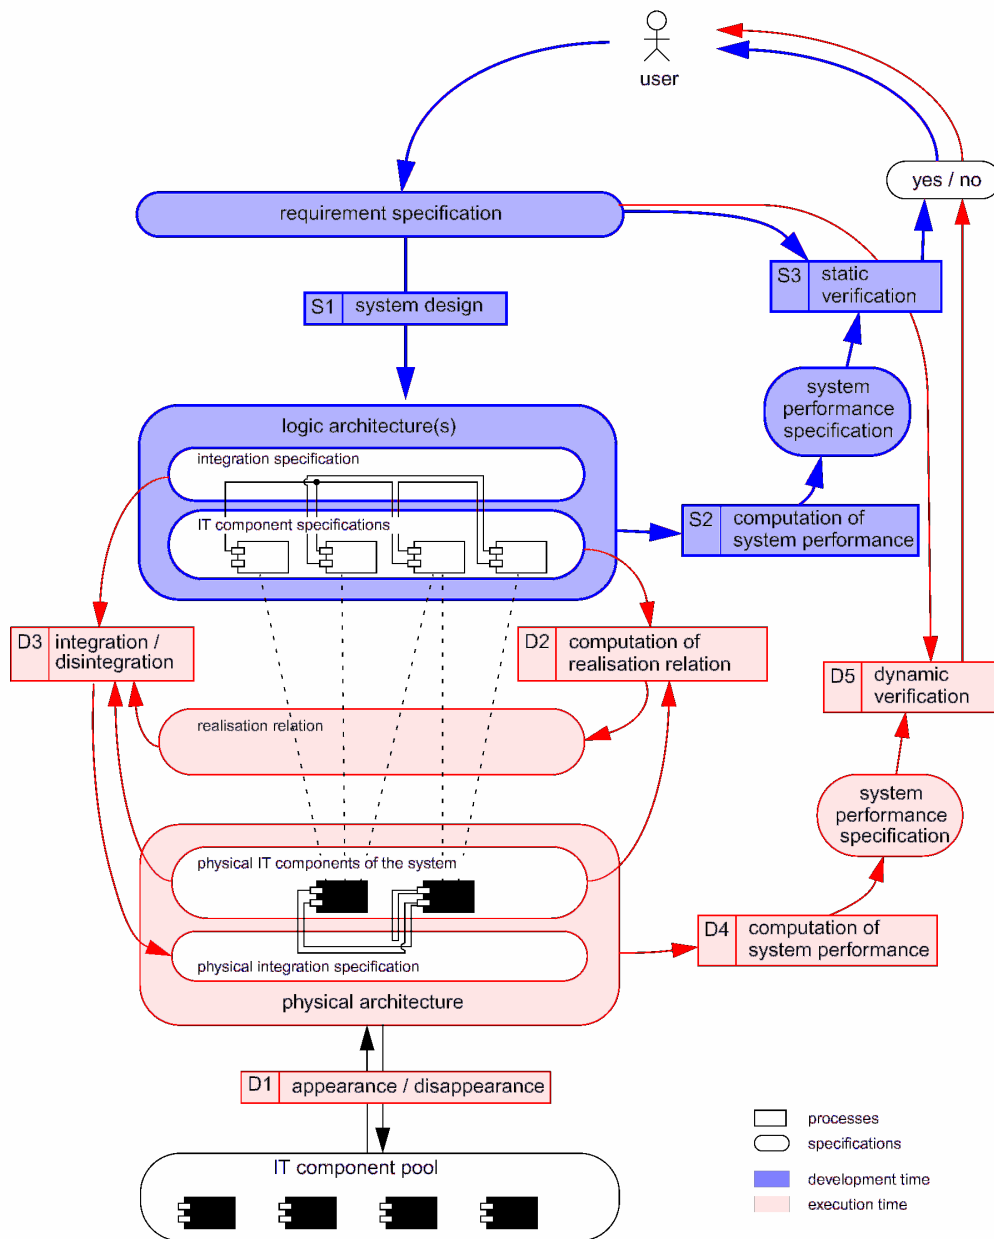 user
yes / no
requirement specification
S3 static
verification
S1 system design
system
performance
specification
logic architecture(s)
integration specification
IT component specifications
S2 computation of
system performance
D3 integration /
disintegration
D2 computation of
realisation relation
D5 dynamic
verification
realisation relation
system
performance
specification
physical IT components of the system
D4 computation of
system performance
physical integration specification
physical architecture
D1 appearance / disappearance
IT component pool
processes
specifications
development time
execution time